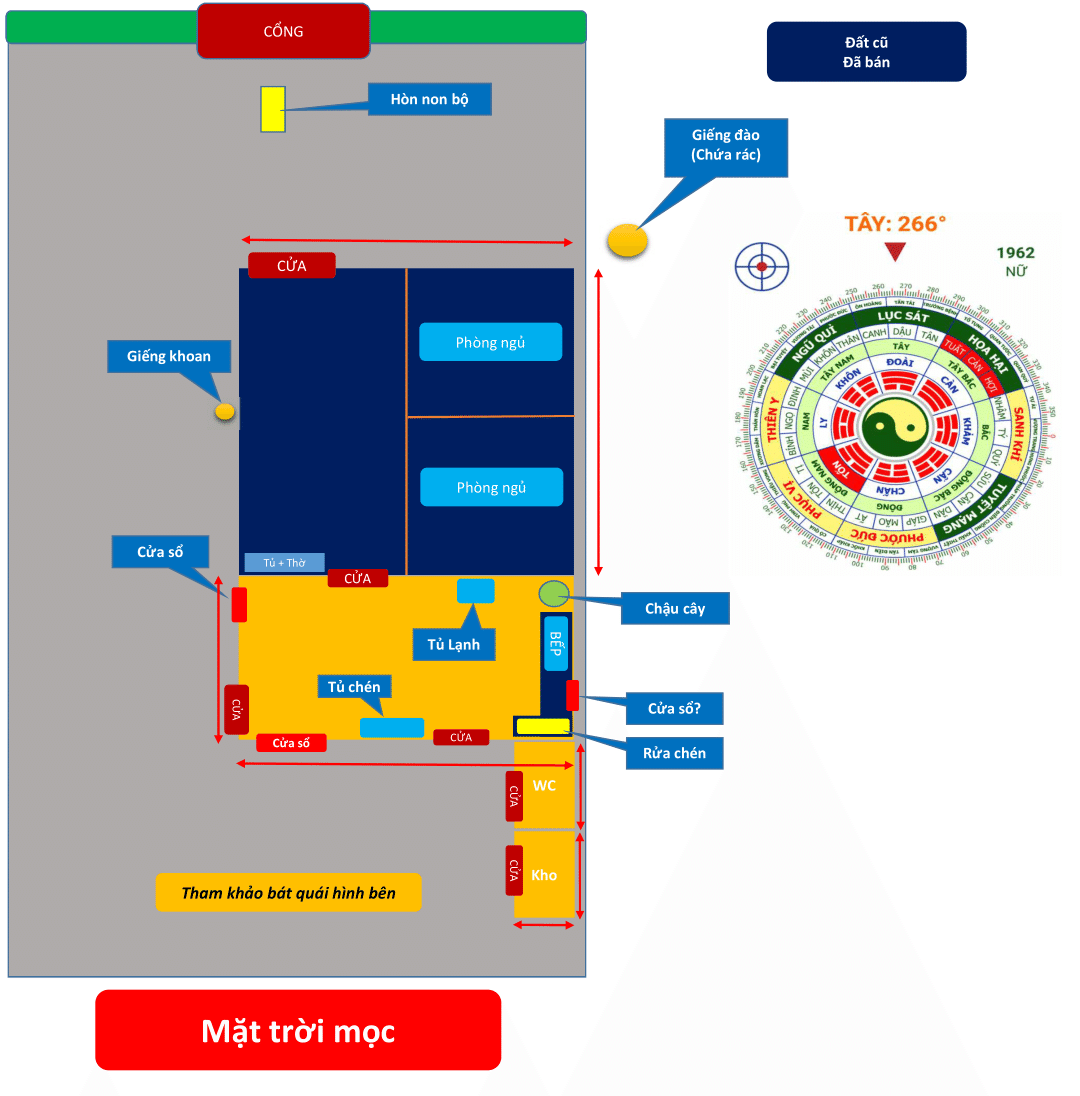 CỔNG
Đất cũ
Đã bán
Hòn non bộ
Giếng đào
(Chứa rác)
TÂY: 266°
1962
NỮ
CỬA
Phòng ngủ
Giếng khoan
Phòng ngủ
Cửa sổ
Tủ + Thờ
CỬA
Chậu cây
Tủ Lạnh
BẾP
Tủ chén
CỬA
Cửa sổ
CỬA
Cửa sổ?
Rửa chén
CỬA
WC
CỬA
Kho
Tham khảo bát quái hình bên
Mặt trời mọc
LỤC SÁT
HỌA HẠI
SANH KHÍ
TUYỆT MẠNG
PHƯỚC ĐỨC
PHỤC VỊ
THIÊN Y
NGŨ QUỈ
TÂY
TÂY BẮC
BẮC
ĐÔNG BẮC
ĐÔNG
ĐÔNG NAM
NAM
TÂY NAM
ĐOÀI
CÀN
KHẢM
CẤN
CHẤN
TỐN
LY
KHÔN
CANH
DẬU
TÂN
TUẤT
CÀN
HỢI
NHÂM
TÝ
QUÝ
SỬU
CẤN
DẦN
GIÁP
MÃO
ẤT
THÌN
TỐN
TỊ
BÍNH
NGỌ
ĐINH
MÙI
KHÔN
THÂN